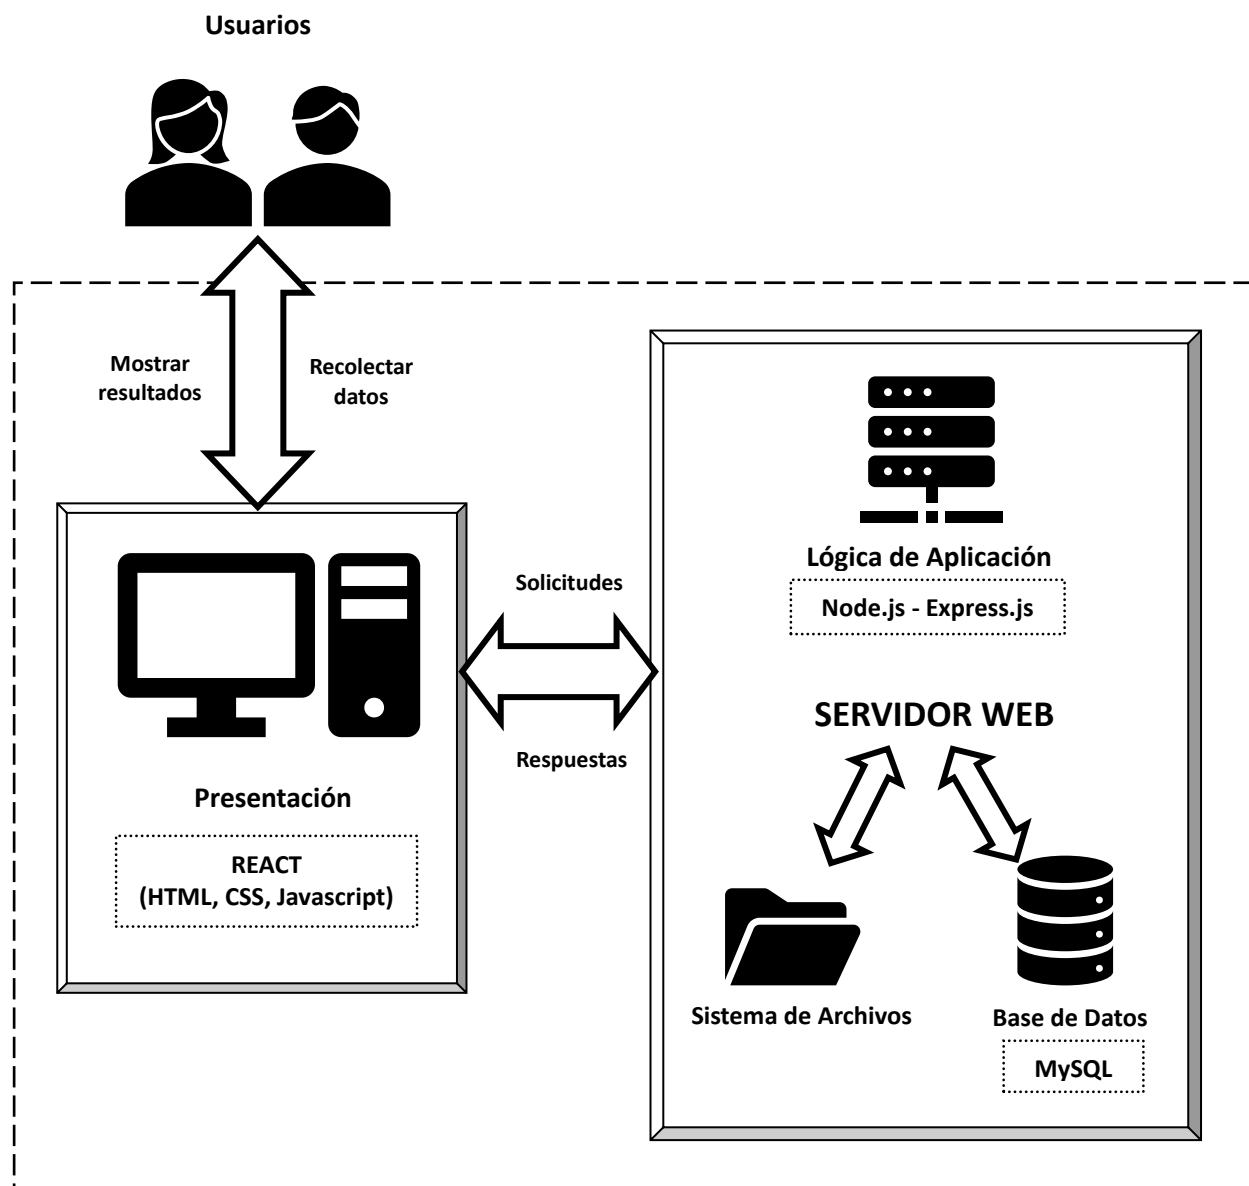 Usuarios
Mostrar
resultados
Recolectar
datos
Solicitudes
Respuestas
Presentación
REACT
(HTML, CSS, Javascript)
Lógica de Aplicación
Node.js - Express.js
SERVIDOR WEB
Sistema de Archivos
Base de Datos
MySQL